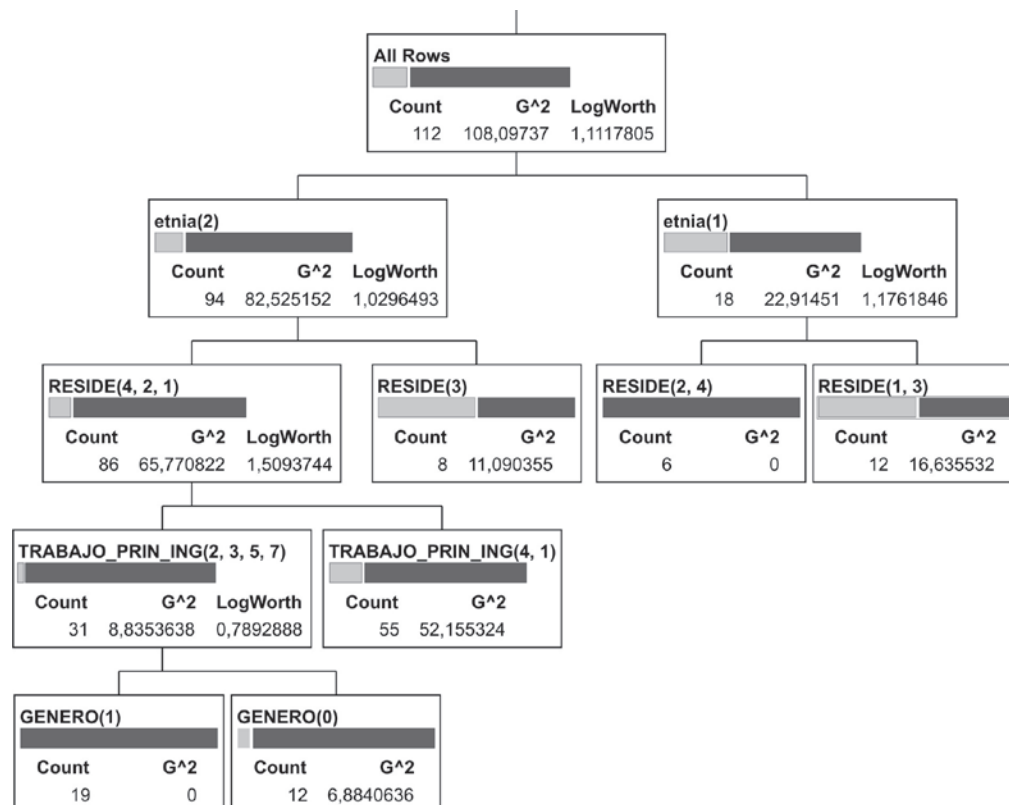 All Rows
Count G^2 LogWorth
112 108,09737 1,1117805
etnia(2)
Count G^2 LogWorth
94 82,525152 1,0296493
etnia(1)
Count G^2 LogWorth
18 22,91451 1,1761846
RESIDE(4, 2, 1)
Count G^2 LogWorth
86 65,770822 1,5093744
RESIDE(3)
Count G^2
8 11,090355
RESIDE(2, 4)
Count G^2
6 0
RESIDE(1, 3)
Count G^2
12 16,635532
TRABAJO_PRIN_ING(2, 3, 5, 7)
Count G^2 LogWorth
31 8,8353638 0,7892888
TRABAJO_PRIN_ING(4, 1)
Count G^2
55 52,155324
GENERO(1)
Count G^2
19 0
GENERO(0)
Count G^2
12 6,8840636